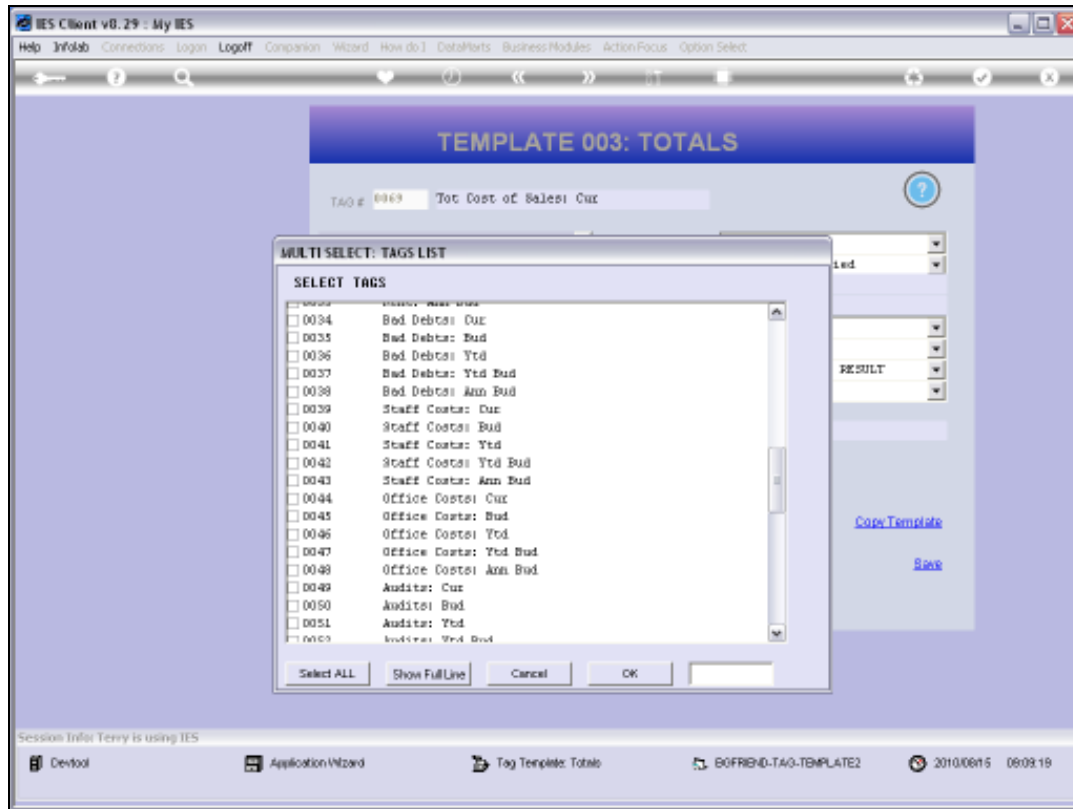 IES Client v8.29 : My IES
Help Infolab Connections Logon Logoff Companion Wizard How do I DataMarts Business Modules Action Focus Option Select
TEMPLATE 003: TOTALS
TAG # 0069 Tot Cost of Sales: Cur
MULTI SELECT: TAGS LIST
SELECT TAGS
0034 Bad Debts: Cur
0035 Bad Debts: Bud
0036 Bad Debts: Ytd
0037 Bad Debts: Ytd Bud
0038 Bad Debts: Ann Bud
0039 Staff Costs: Cur
0040 Staff Costs: Bud
0041 Staff Costs: Ytd
0042 Staff Costs: Ytd Bud
0043 Staff Costs: Ann Bud
0044 Office Costs: Cur
0045 Office Costs: Bud
0046 Office Costs: Ytd
0047 Office Costs: Ytd Bud
0048 Office Costs: Ann Bud
0049 Audits: Cur
0050 Audits: Bud
0051 Audits: Ytd
0052 Audits: Ytd Bud
RESULT
Copy Template
Save
Select ALL Show Full Line Cancel OK
Session Info: Terry is using IES
Devtool Application Wizard Tag Template: Totals BGFRIEND-TAG-TEMPLATE2 2010/08/15 09:09:19